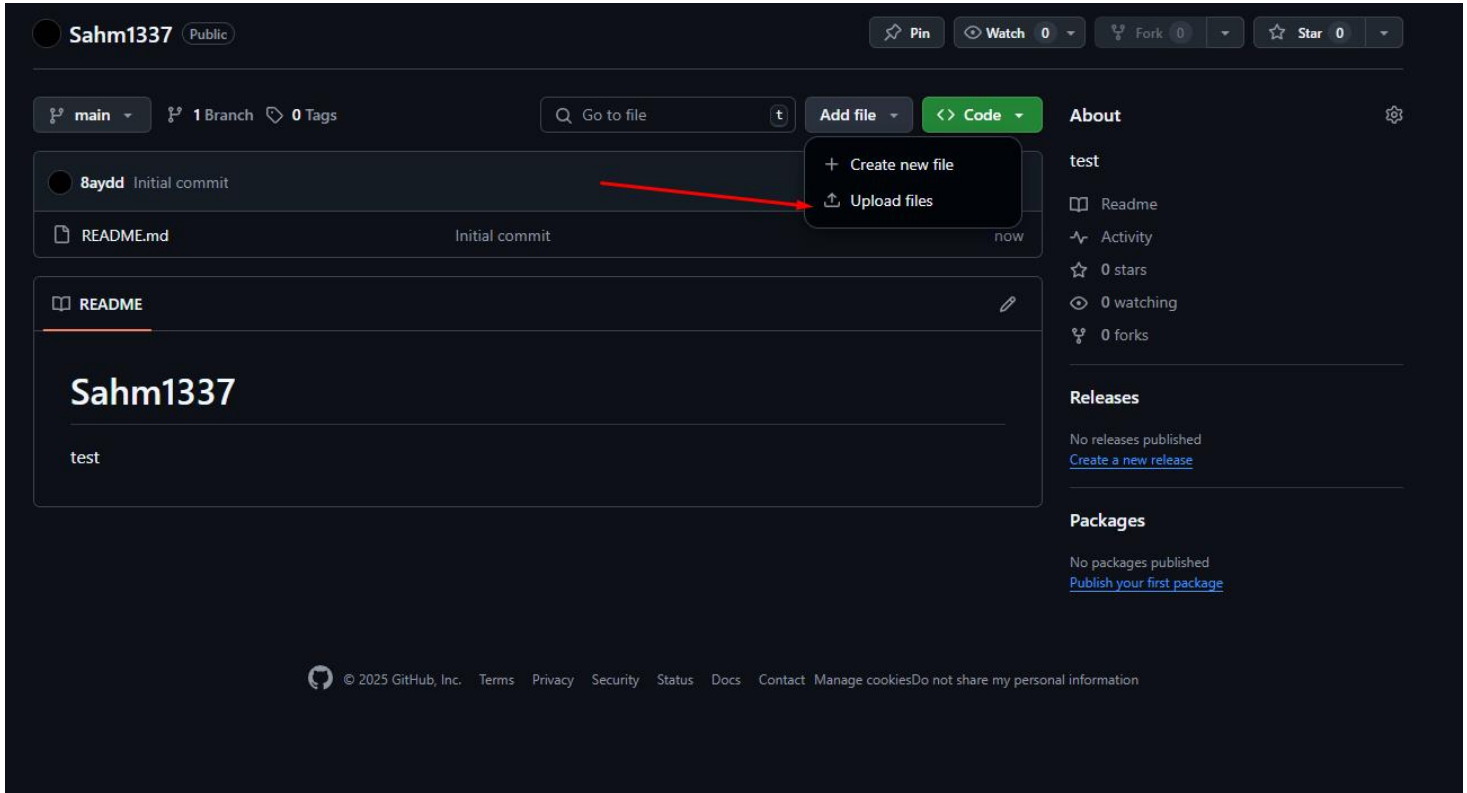 Sahm1337 Public
Pin
Watch 0
Fork 0
Star 0
main
1 Branch
0 Tags
Go to file
t
Add file
<> Code
Create new file
Upload files
8aydd Initial commit
README.md Initial commit now
README
Sahm1337
test
About
test
Readme
Activity
0 stars
0 watching
0 forks
Releases
No releases published
Create a new release
Packages
No packages published
Publish your first package
© 2025 GitHub, Inc. Terms Privacy Security Status Docs Contact Manage cookies Do not share my personal information